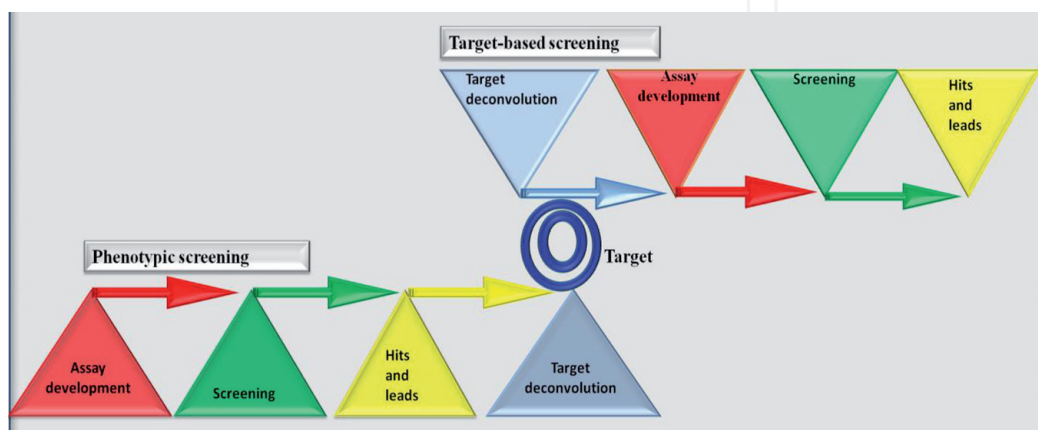 Target-based screening
Target
deconvolution
Assay
development
Screening
Hits
and
leads
Target
Phenotypic screening
Assay
development
Screening
Hits
and
leads
Target
deconvolution